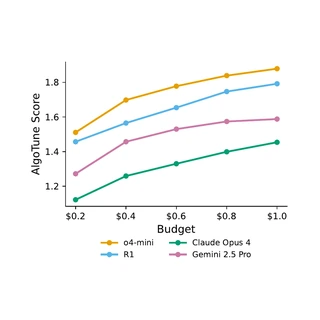 AlgoTune Score
1.8
1.6
1.4
1.2
$0.2 $0.4 $0.6 $0.8 $1.0
Budget
o4-mini Claude Opus 4
R1 Gemini 2.5 Pro